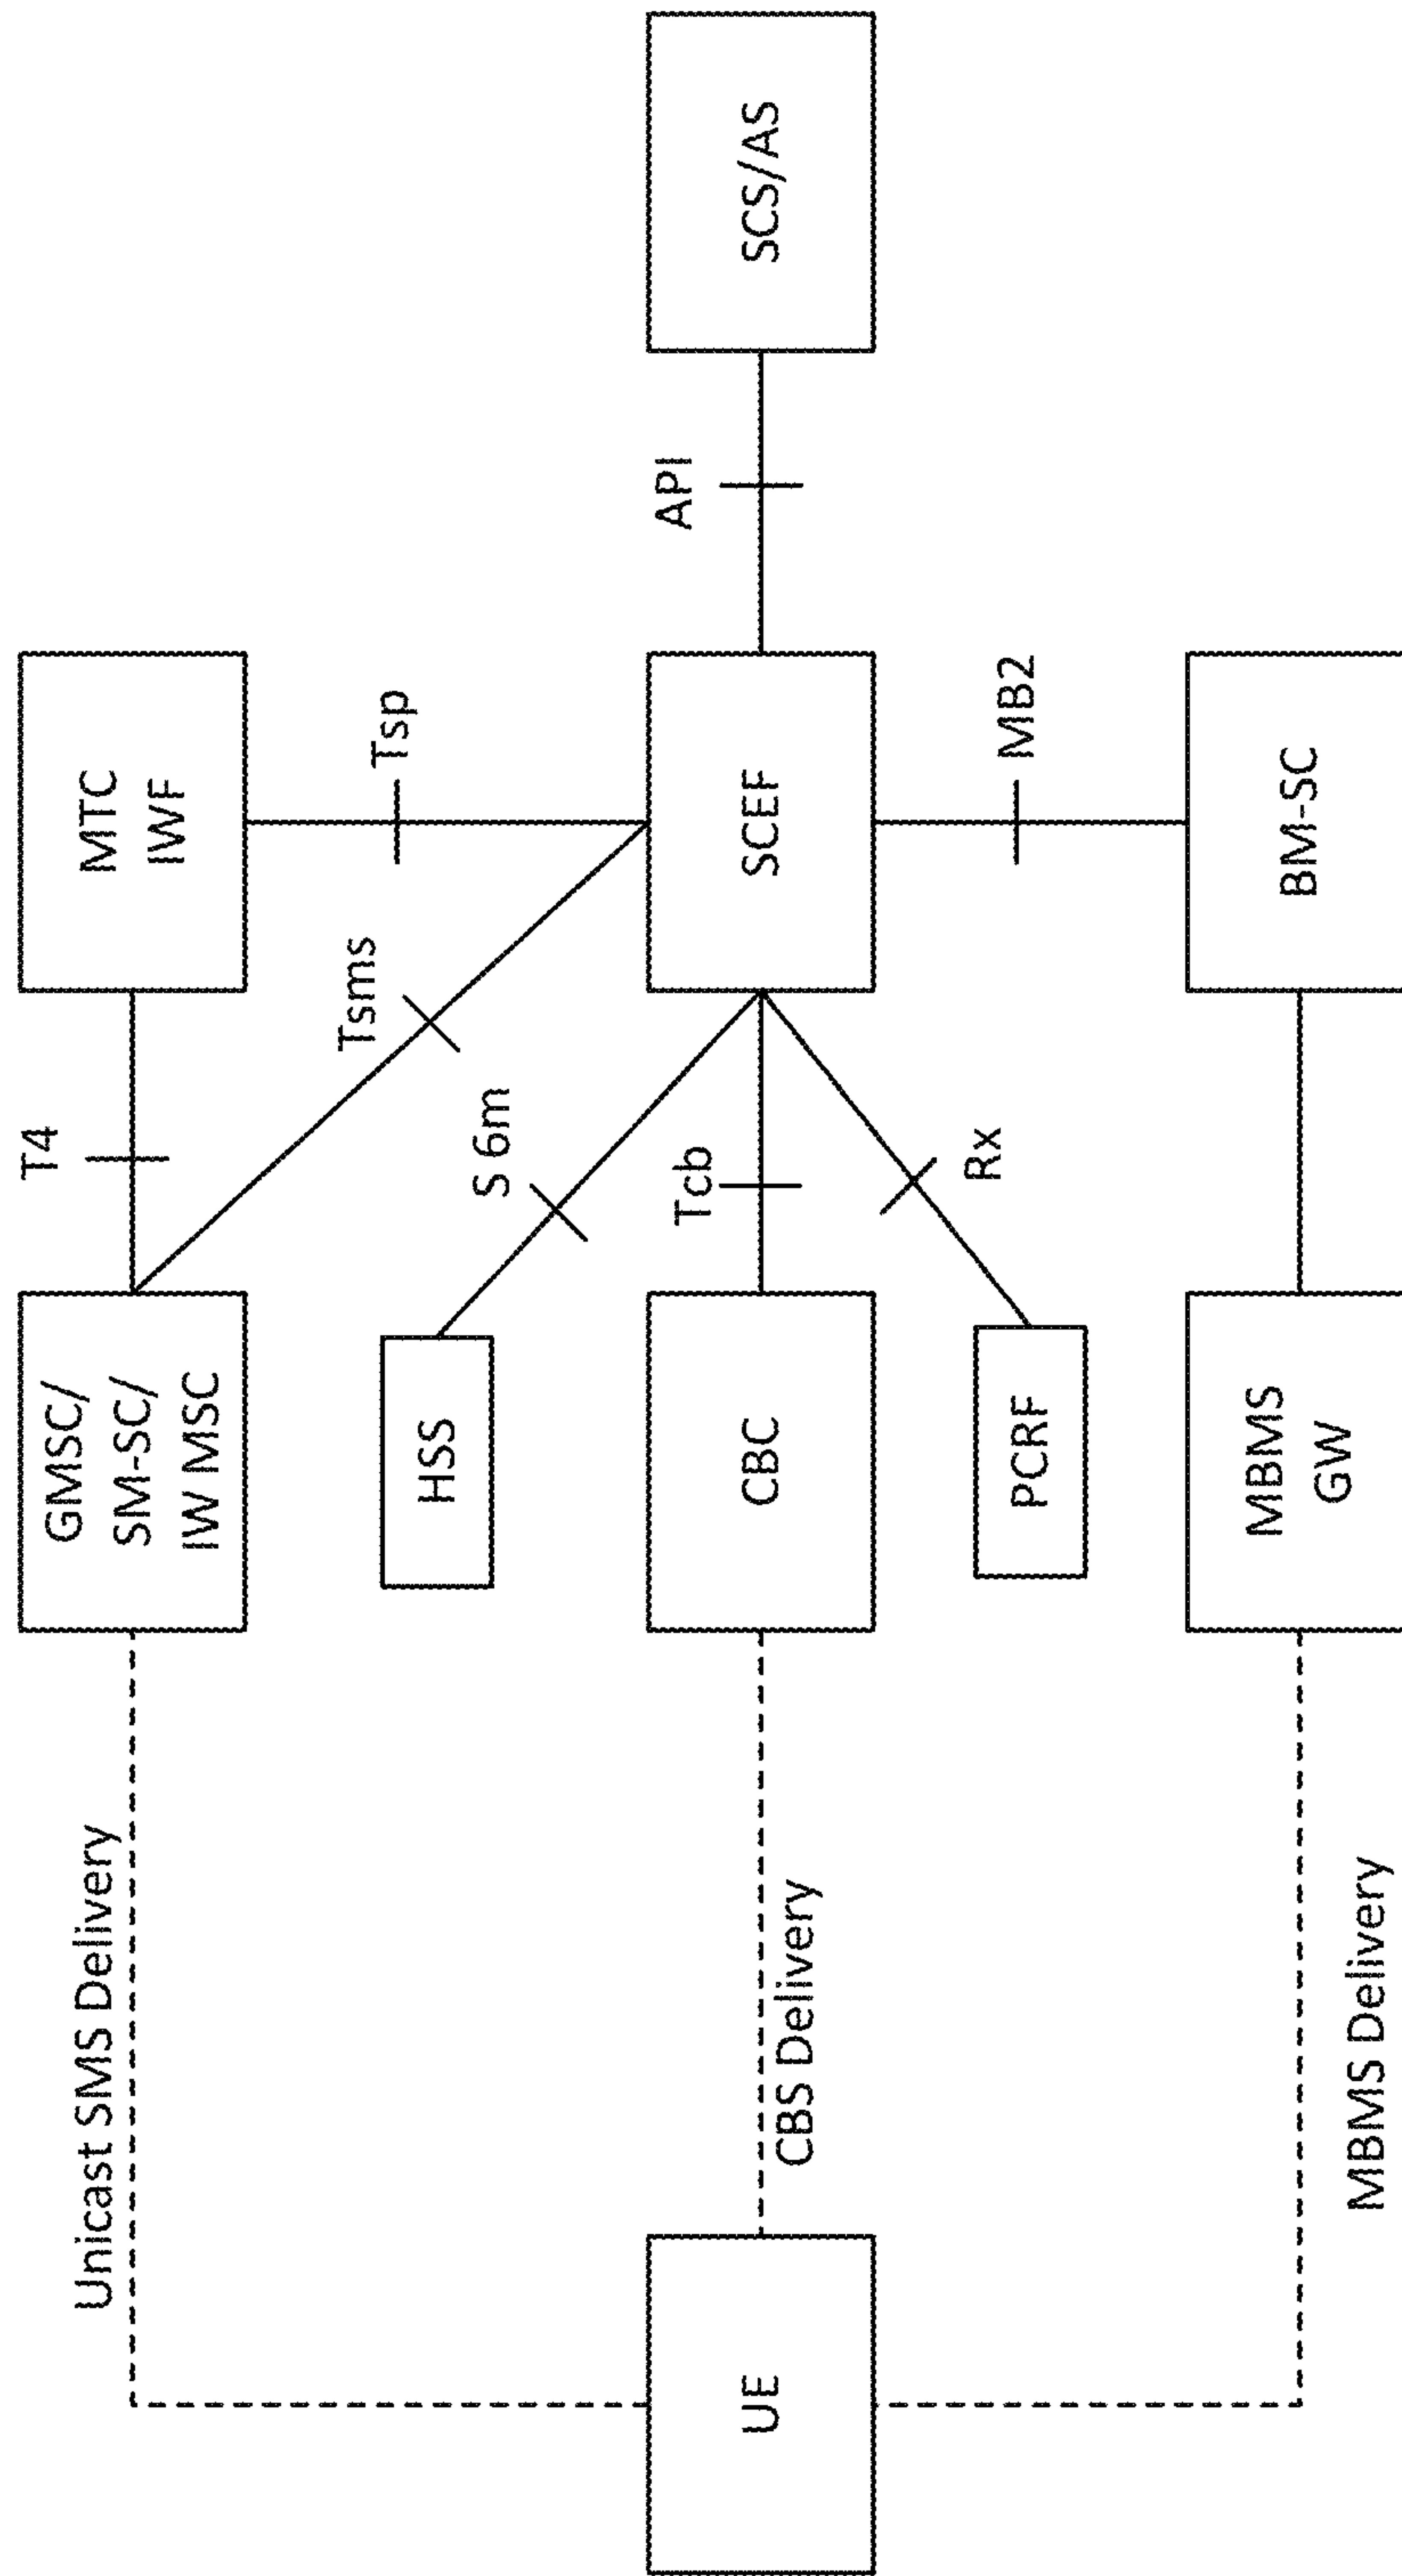 Unicast SMS Delivery
GMSC/
SM-SC/
IW MSC
T4
MTC
IWF
Tsms
Tsp
HSS
S 6m
UE
CBS Delivery
CBC
Tcb
SCEF
API
SCS/AS
PCRF
Rx
MB2
MBMS Delivery
MBMS
GW
BM-SC